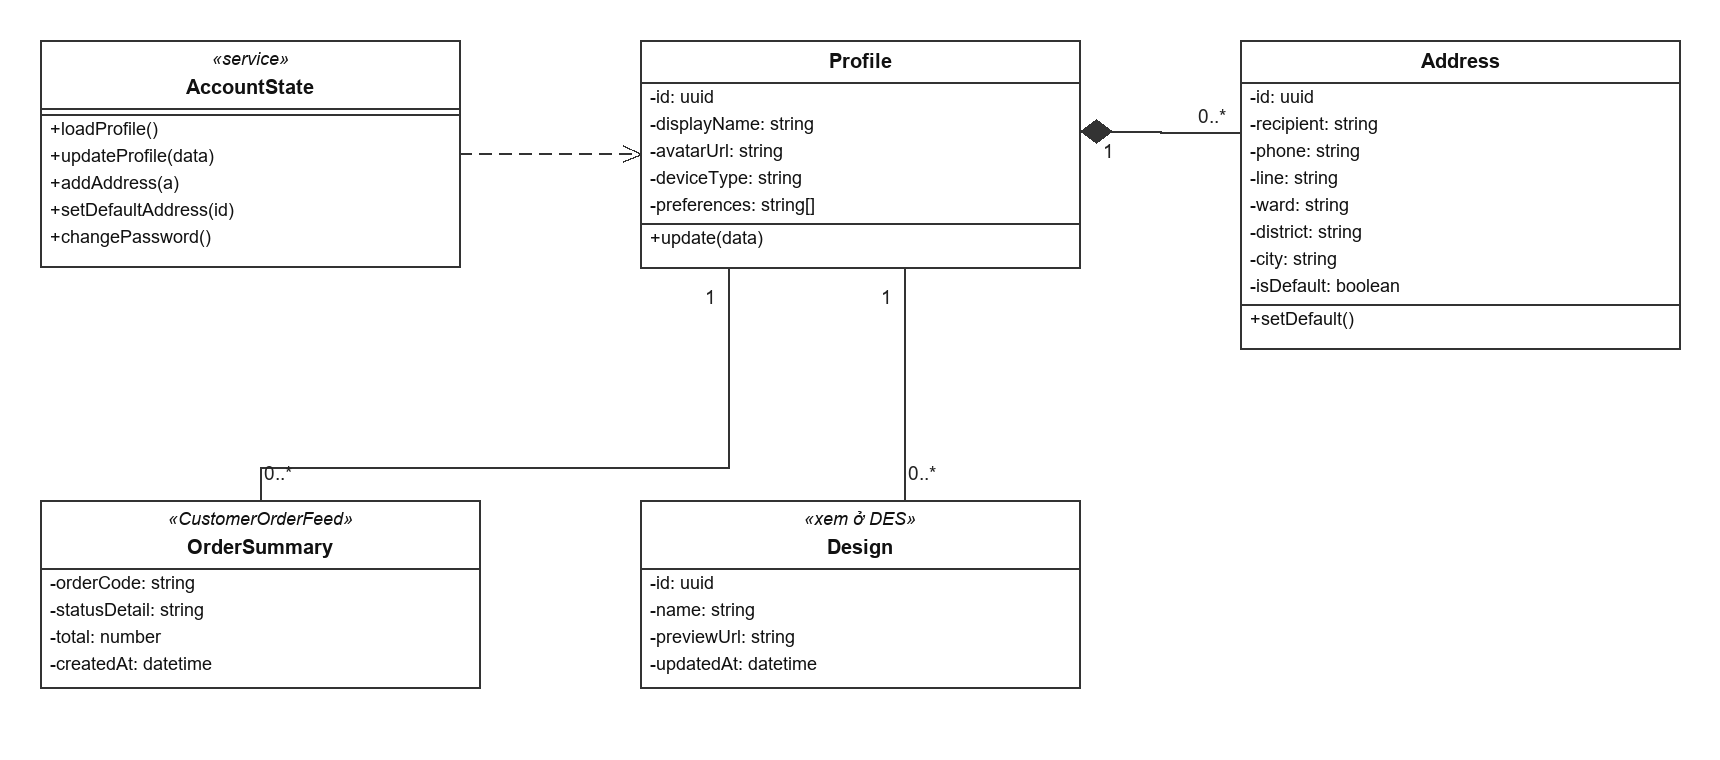 «service»
AccountState
+loadProfile()
+updateProfile(data)
+addAddress(a)
+setDefaultAddress(id)
+changePassword()
Profile
-id: uuid
-displayName: string
-avatarUrl: string
-deviceType: string
-preferences: string[]
+update(data)
1
0..*
Address
-id: uuid
-recipient: string
-phone: string
-line: string
-ward: string
-district: string
-city: string
-isDefault: boolean
+setDefault()
1
1
0..*
0..*
«CustomerOrderFeed»
OrderSummary
-orderCode: string
-statusDetail: string
-total: number
-createdAt: datetime
«xem ở DES»
Design
-id: uuid
-name: string
-previewUrl: string
-updatedAt: datetime